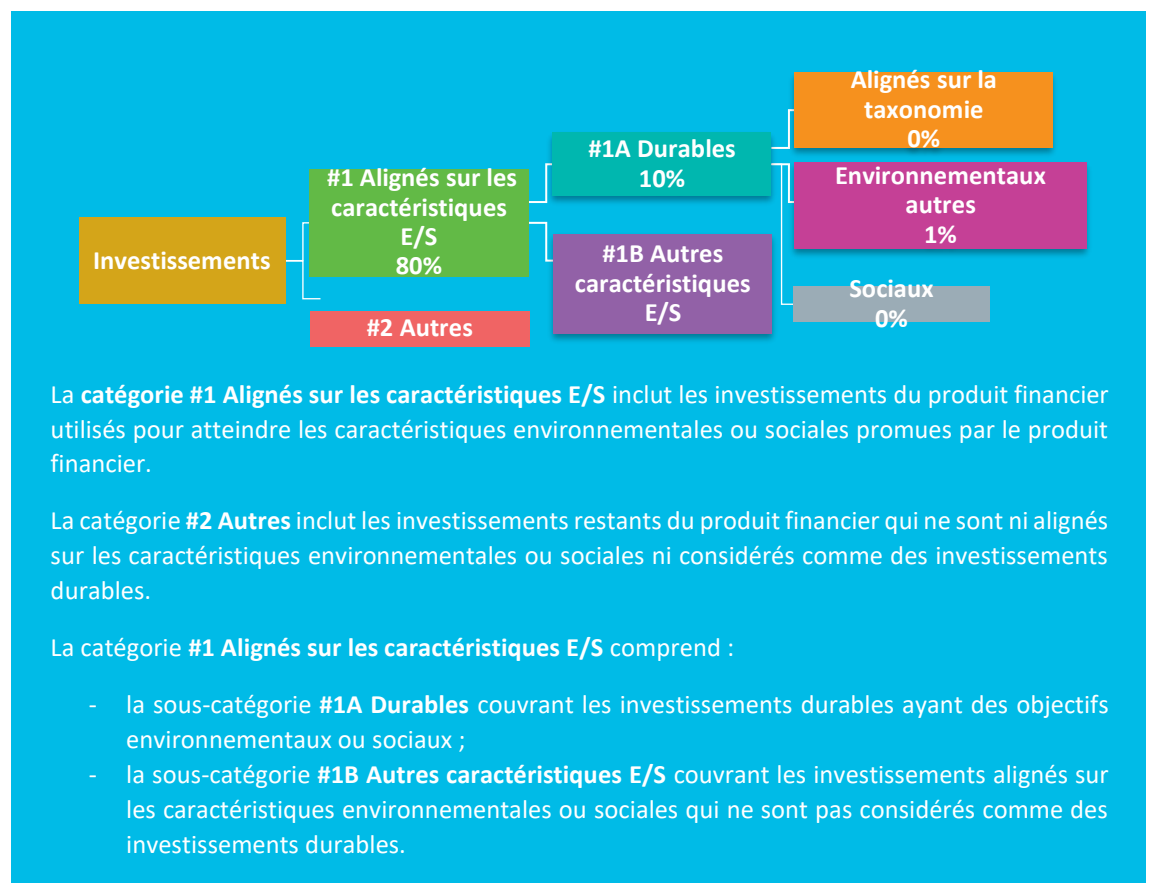 Investissements
#1 Alignés sur les
caractéristiques
E/S
80%
#2 Autres
#1A Durables
10%
#1B Autres
caractéristiques
E/S
Alignés sur la
taxonomie
0%
Environnementaux
autres
1%
Sociaux
0%
La catégorie #1 Alignés sur les caractéristiques E/S inclut les investissements du produit financier
utilisés pour atteindre les caractéristiques environnementales ou sociales promues par le produit
financier.
La catégorie #2 Autres inclut les investissements restants du produit financier qui ne sont ni alignés
sur les caractéristiques environnementales ou sociales ni considérés comme des investissements
durables.
La catégorie #1 Alignés sur les caractéristiques E/S comprend :
- la sous-catégorie #1A Durables couvrant les investissements durables ayant des objectifs
environnementaux ou sociaux ;
- la sous-catégorie #1B Autres caractéristiques E/S couvrant les investissements alignés sur
les caractéristiques environnementales ou sociales qui ne sont pas considérés comme des
investissements durables.